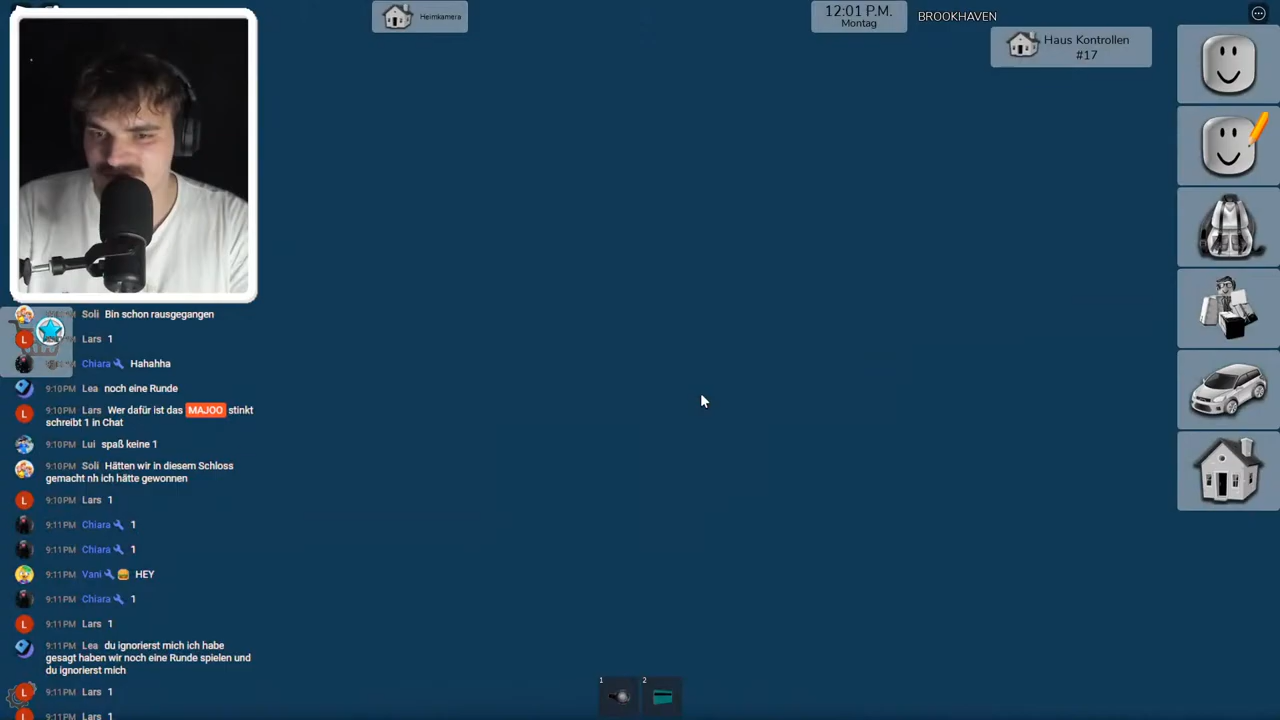 Heimkamera
12:01 P.M.
Montag
BROOKHAVEN
Haus Kontrollen
#17
Soli Bin schon rausgegangen
Lars 1
Chiara Hahahha
9:10PM Lea noch eine Runde
9:10PM Lars Wer dafür ist das MAJOO stinkt
schreibt 1 in Chat
9:10PM Lui spaß keine 1
9:10PM Soli Hätten wir in diesem Schloss
gemacht nh ich hätte gewonnen
9:10PM Lars 1
9:11PM Chiara 1
9:11PM Chiara 1
9:11PM Vani HEY
9:11PM Chiara 1
9:11PM Lars 1
9:11PM Lea du ignorierst mich ich habe
gesagt haben wir noch eine Runde spielen und
du ignorierst mich
9:11PM Lars 1
9:11PM Lars 1
1 2